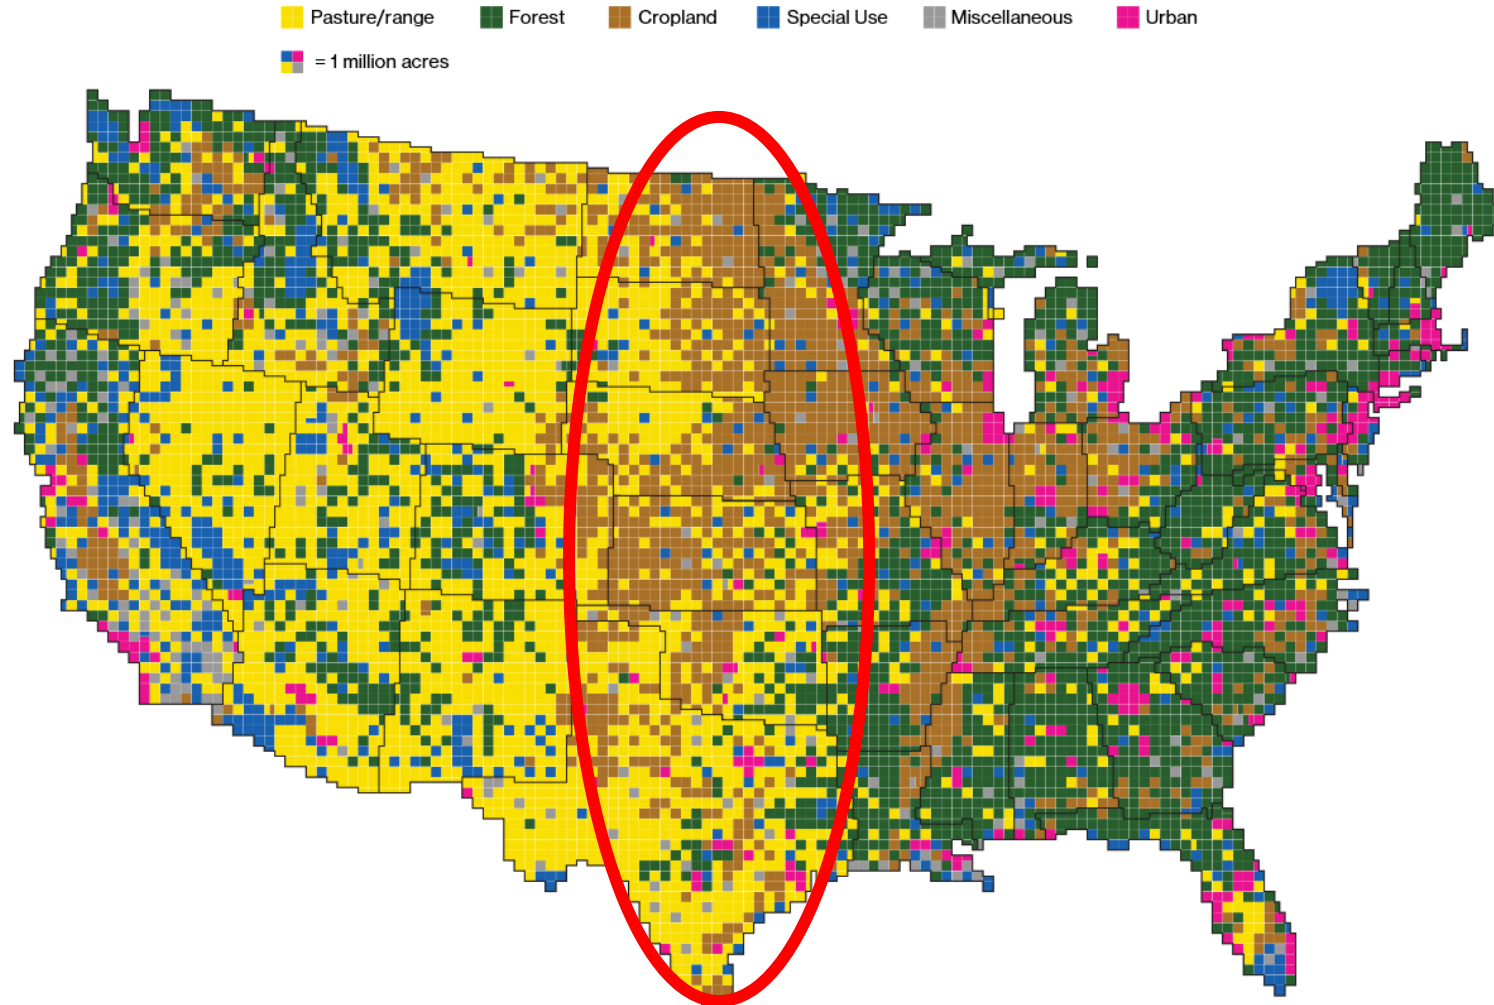 Pasture/range Forest Cropland Special Use Miscellaneous Urban
= 1 million acres